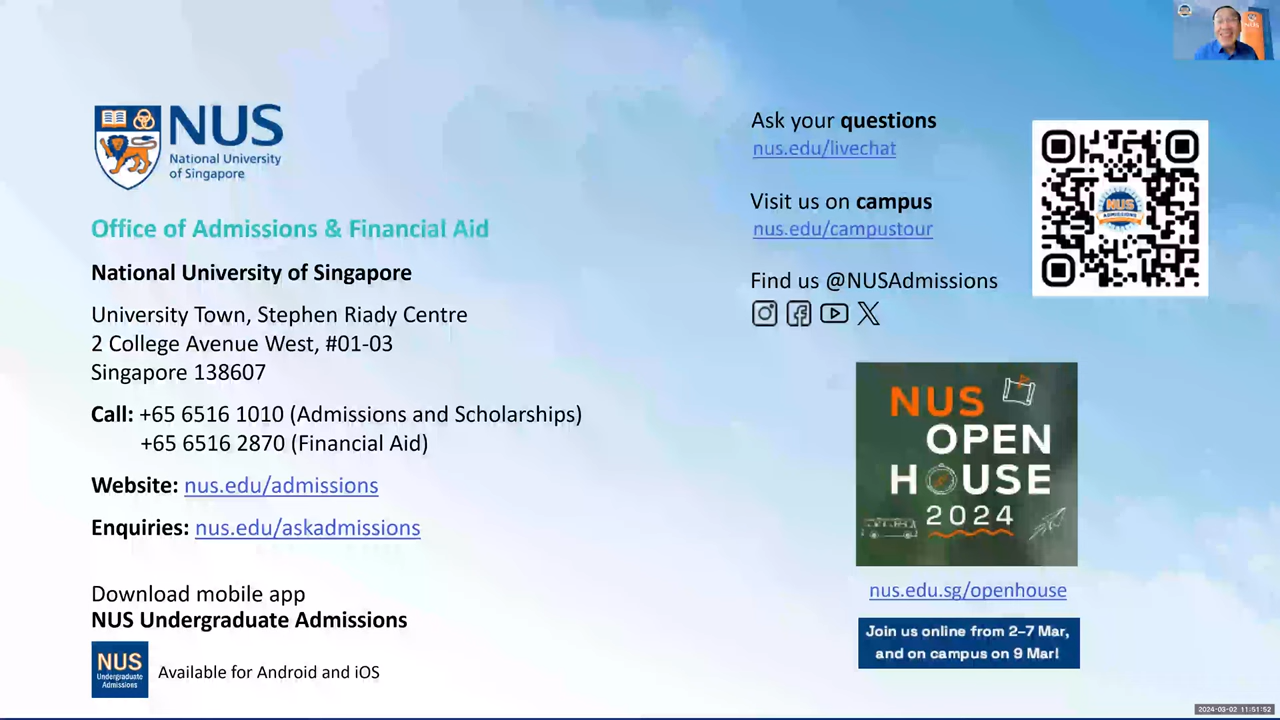 NUS
National University
of Singapore
Office of Admissions & Financial Aid
National University of Singapore
University Town, Stephen Riady Centre
2 College Avenue West, #01-03
Singapore 138607
Call: +65 6516 1010 (Admissions and Scholarships)
+65 6516 2870 (Financial Aid)
Website: nus.edu/admissions
Enquiries: nus.edu/askadmissions
Download mobile app
NUS Undergraduate Admissions
NUS
Undergraduate
Admissions
Available for Android and iOS
Ask your questions
nus.edu/livechat
Visit us on campus
nus.edu/campustour
Find us @NUSAdmissions
NUS
ADMISSIONS
NUS
OPEN
HOUSE
2024
nus.edu.sg/openhouse
Join us online from 2–7 Mar,
and on campus on 9 Mar!
NUS
2024-03-02 11:51:52